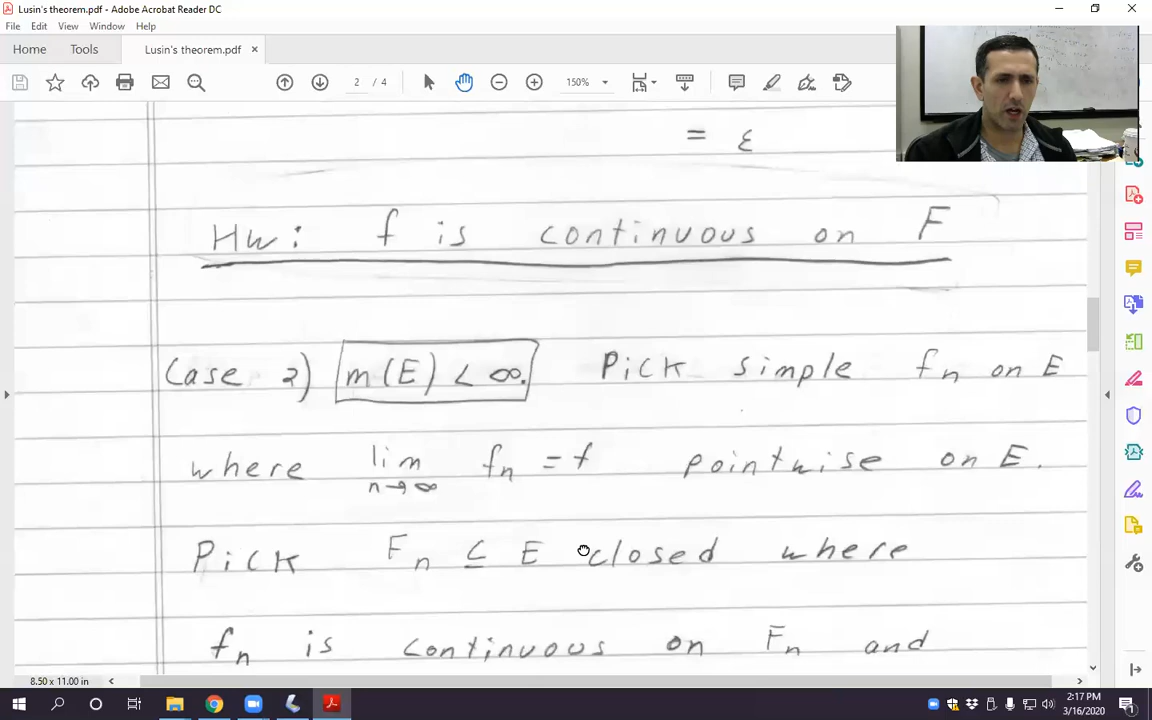 Lusin's theorem.pdf - Adobe Acrobat Reader DC
File Edit View Window Help
Home Tools Lusin's theorem.pdf ×
2 / 4 150%
= ε
Hw: f is continuous on F
Case 2) m(E) < ∞. Pick simple fn on E
where lim n→∞ fn = f pointwise on E.
Pick Fn ⊆ E closed where
fn is continuous on Fn and
8.50 x 11.00 in
2:17 PM
3/16/2020